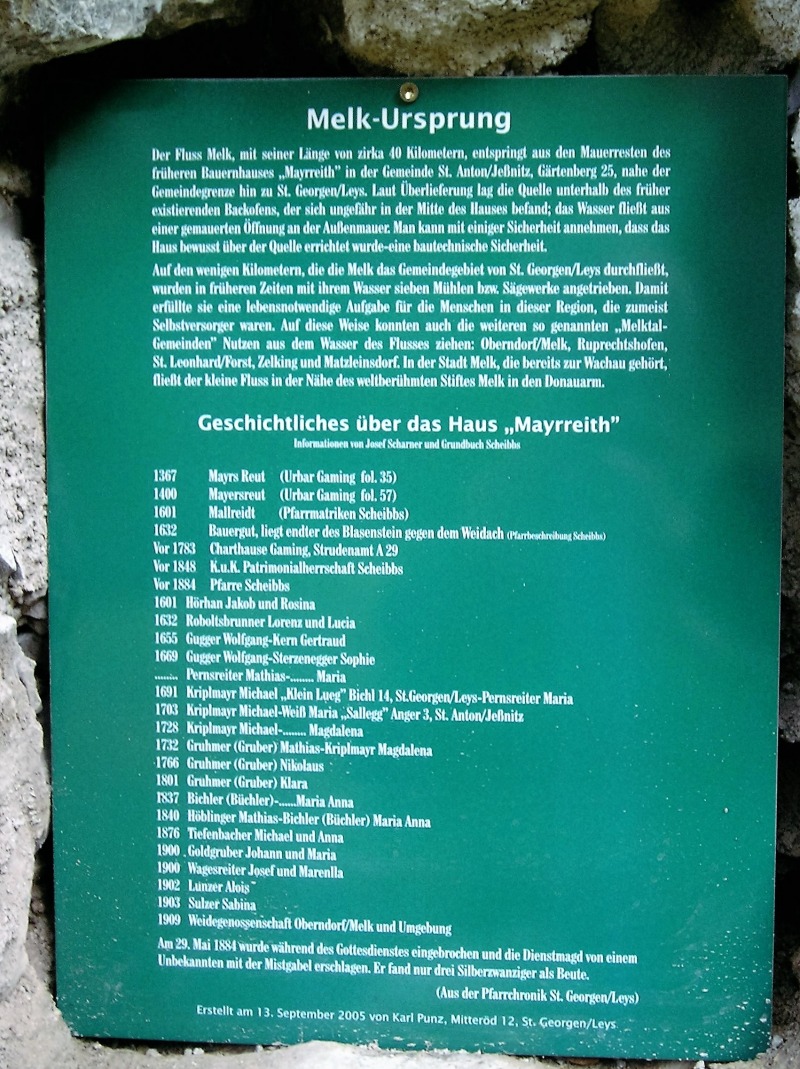 Melk-Ursprung
Der Fluss Melk, mit seiner Länge von zirka 40 Kilometern, entspringt aus den Mauerresten des
früheren Bauernhauses „Mayrreith" in der Gemeinde St. Anton/Jeßnitz, Gärtenberg 25, nahe der
Gemeindegrenze hin zu St. Georgen/Leys. Laut Überlieferung lag die Quelle unterhalb des früher
existierenden Backofens, der sich ungefähr in der Mitte des Hauses befand; das Wasser fließt aus
einer gemauerten Öffnung an der Außenmauer. Man kann mit einiger Sicherheit annehmen, dass das
Haus bewusst über der Quelle errichtet wurde-eine bautechnische Sicherheit.
Auf den wenigen Kilometern, die die Melk das Gemeindegebiet von St. Georgen/Leys durchfließt,
wurden in früheren Zeiten mit ihrem Wasser sieben Mühlen bzw. Sägewerke angetrieben. Damit
erfüllte sie eine lebensnotwendige Aufgabe für die Menschen in dieser Region, die zumeist
Selbstversorger waren. Auf diese Weise konnten auch die weiteren so genannten „Melktal-
Gemeinden" Nutzen aus dem Wasser des Flusses ziehen: Oberndorf/Melk, Ruprechtshofen,
St. Leonhard/Forst, Zelking und Matzleinsdorf. In der Stadt Melk, die bereits zur Wachau gehört,
fließt der kleine Fluss in der Nähe des weltberühmten Stiftes Melk in den Donauarm.
Geschichtliches über das Haus „Mayrreith"
Informationen von Josef Scharner und Grundbuch Scheibbs
1367 Mayrs Reut (Urbar Gaming fol. 35)
1400 Mayersreut (Urbar Gaming fol. 57)
1601 Mallreidt (Pfarrmatriken Scheibbs)
1632 Bauergut, liegt endter des Blasenstein gegen dem Weidach (Pfarrbeschreibung Scheibbs)
Vor 1783 Charthause Gaming, Strudenamt A 29
Vor 1848 K.u.K. Patrimonialherrschaft Scheibbs
Vor 1884 Pfarre Scheibbs
1601 Hörhan Jakob und Rosina
1632 Roboltsbrunner Lorenz und Lucia
1655 Gugger Wolfgang-Kern Gertraud
1669 Gugger Wolfgang-Sterzenegger Sophie
........ Pernsreiter Mathias-........ Maria
1691 Kriplmayr Michael „Klein Lueg" Bichl 14, St.Georgen/Leys-Pernsreiter Maria
1703 Kriplmayr Michael-Weiß Maria „Sallegg" Anger 3, St. Anton/Jeßnitz
1728 Kriplmayr Michael-........ Magdalena
1732 Gruhmer (Gruber) Mathias-Kriplmayr Magdalena
1766 Gruhmer (Gruber) Nikolaus
1801 Gruhmer (Gruber) Klara
1837 Bichler (Büchler)-......Maria Anna
1840 Höblinger Mathias-Bichler (Büchler) Maria Anna
1876 Tiefenbacher Michael und Anna
1900 Goldgruber Johann und Maria
1900 Wagesreiter Josef und Marenlla
1902 Lunzer Alois
1903 Sulzer Sabina
1909 Weidegenossenschaft Oberndorf/Melk und Umgebung
Am 29. Mai 1884 wurde während des Gottesdienstes eingebrochen und die Dienstmagd von einem
Unbekannten mit der Mistgabel erschlagen. Er fand nur drei Silberzwanziger als Beute.
(Aus der Pfarrchronik St. Georgen/Leys)
Erstellt am 13. September 2005 von Karl Punz, Mitteröd 12, St. Georgen/Leys